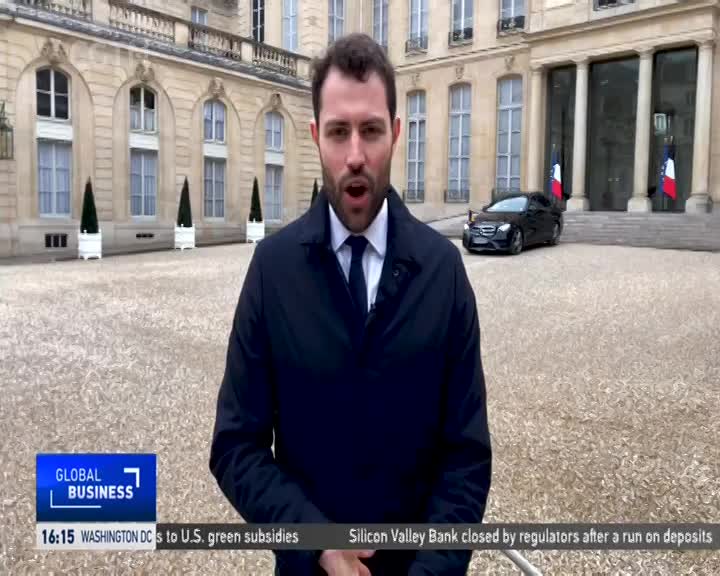 GLOBAL
BUSINESS
16:15 WASHINGTON DC s to U.S. green subsidies Silicon Valley Bank closed by regulators after a run on deposits